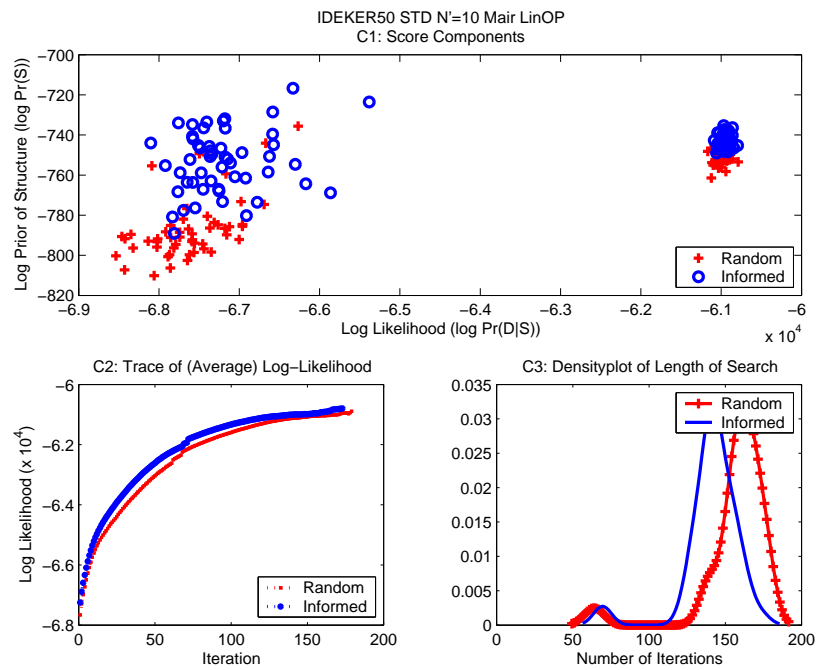 IDEKER50 STD N'=10 Mair LinOP
C1: Score Components
−700
−720
−740
−760
−780
−800
−820
Log Prior of Structure (log Pr(S))
Random
Informed
−6.9 −6.8 −6.7 −6.6 −6.5 −6.4 −6.3 −6.2 −6.1 −6
Log Likelihood (log Pr(D|S))
x 10^4
C2: Trace of (Average) Log−Likelihood
−6
−6.2
−6.4
−6.6
−6.8
Log Likelihood (x 10^4)
Random
Informed
0 50 100 150 200
Iteration
C3: Densityplot of Length of Search
0.035
0.03
0.025
0.02
0.015
0.01
0.005
0
Random
Informed
0 50 100 150 200
Number of Iterations